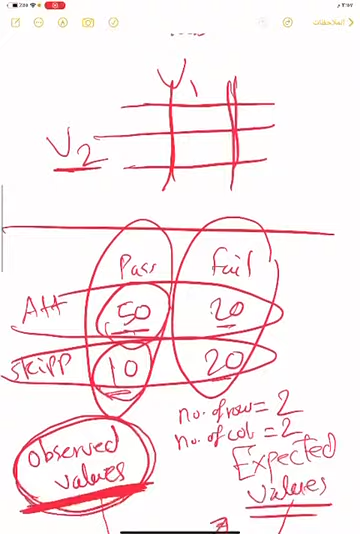 الملاحظات
V1
V2
Pass Fail
Att 50 20
Skipp 10 20
no. of row = 2
no. of col = 2
observed values
Expected values